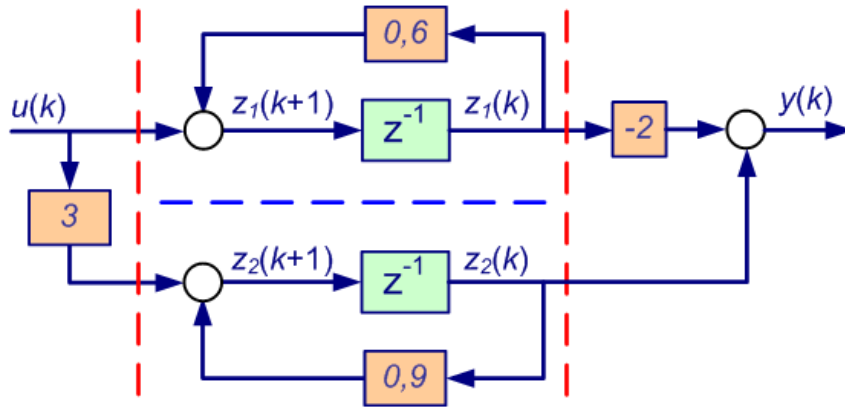 0,6
u(k)
z₁(k+1)
z⁻¹
z₁(k)
-2
y(k)
3
z₂(k+1)
z⁻¹
z₂(k)
0,9